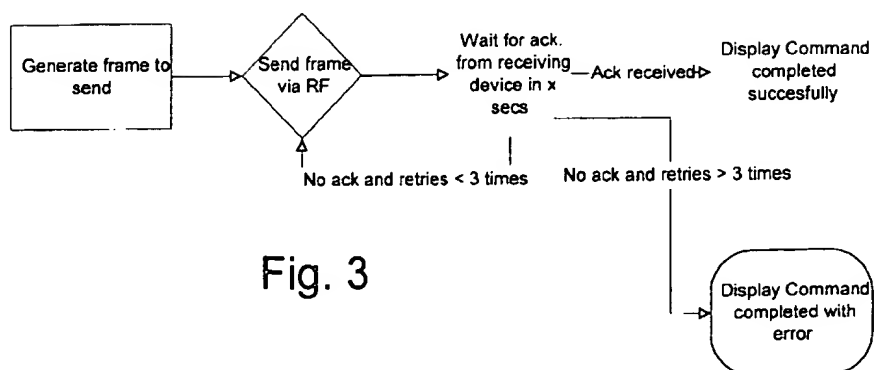 Generate frame to
send
Send frame
via RF
Wait for ack.
from receiving
device in x
secs
Ack received
Display Command
completed
succesfully
No ack and retries < 3 times
No ack and retries > 3 times
Fig. 3
Display Command
completed with
error